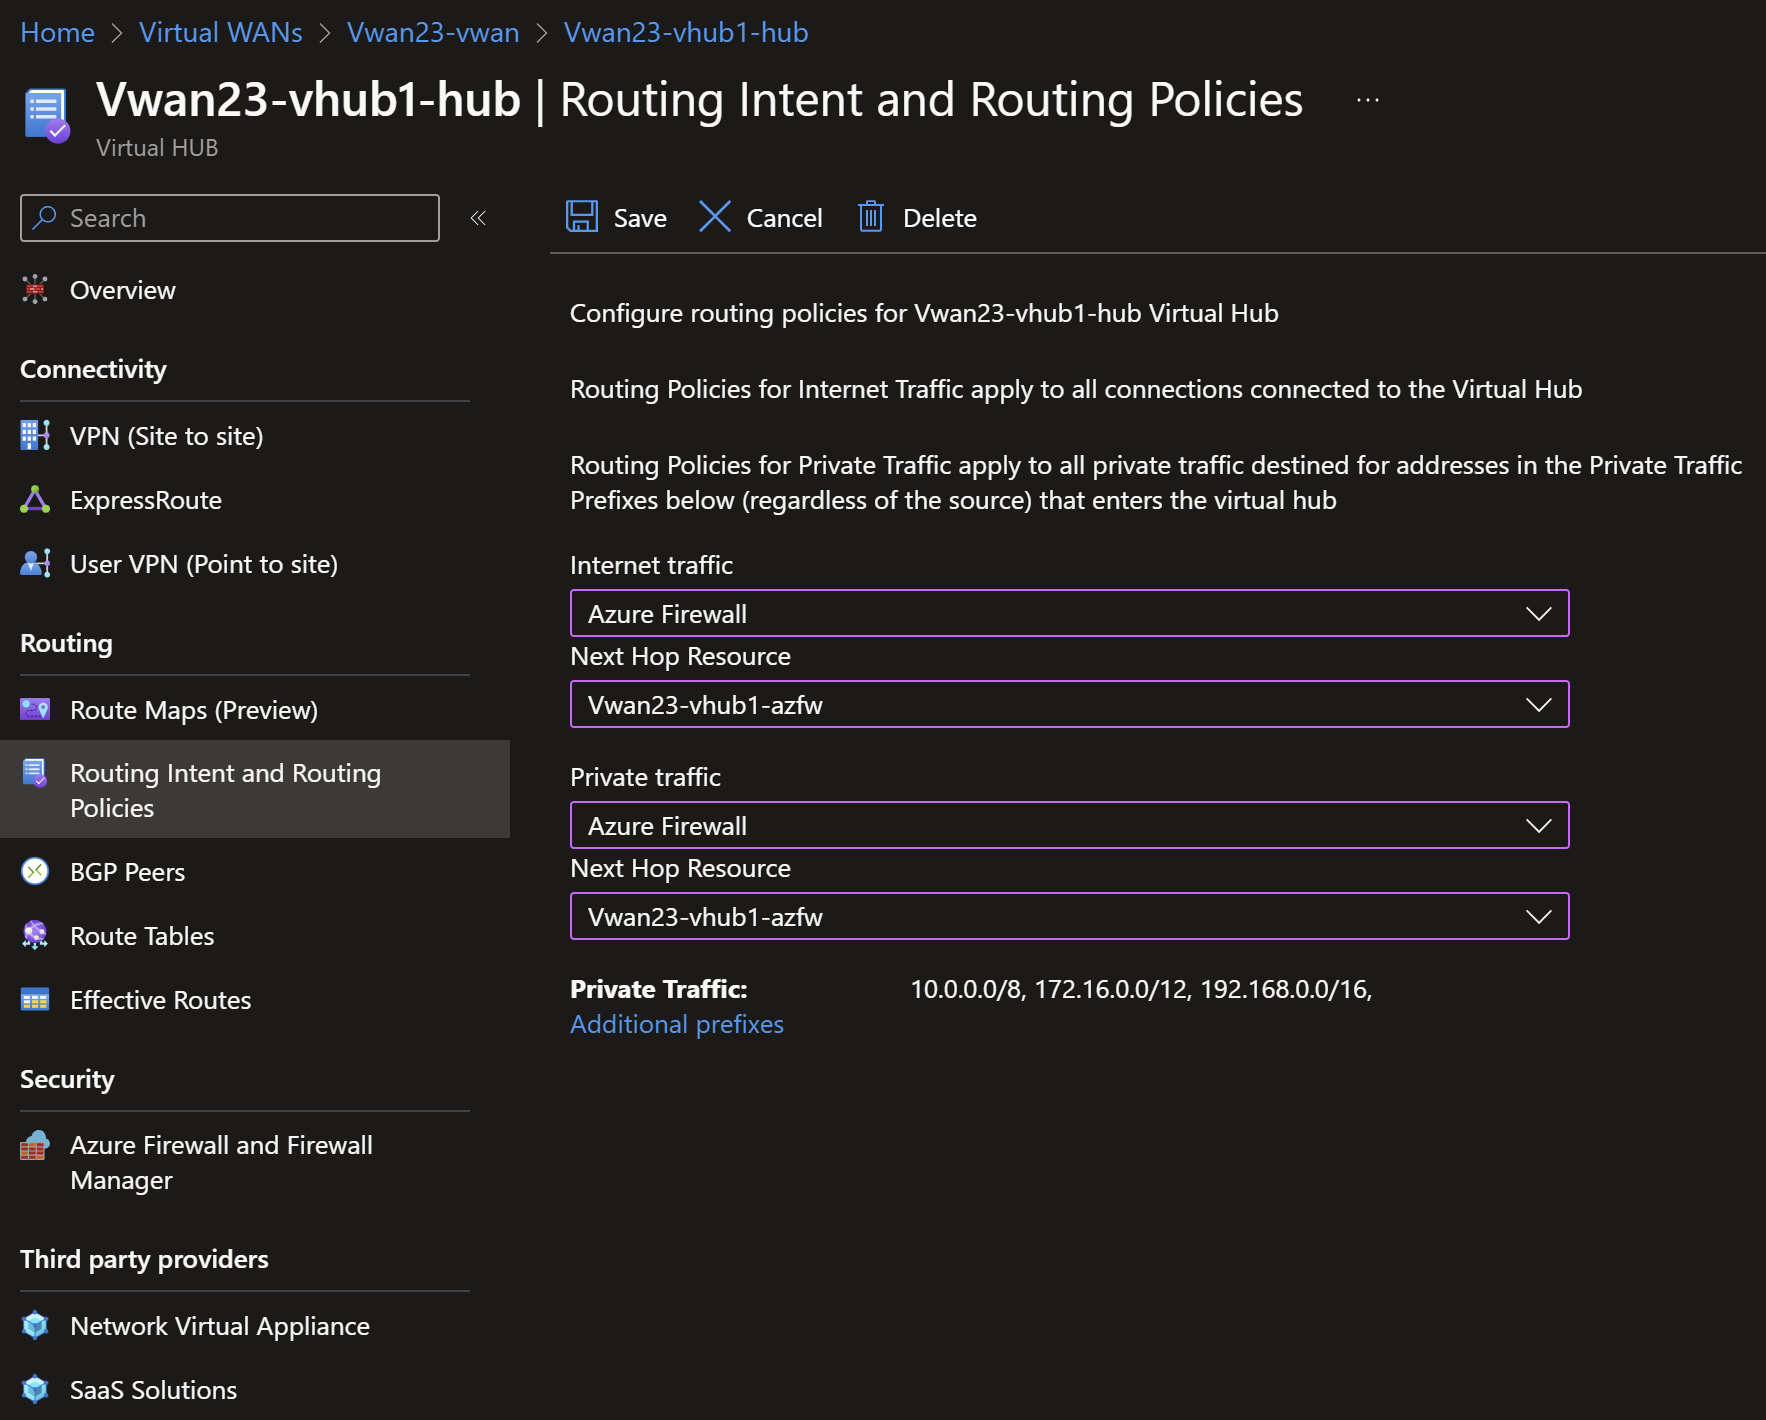 Home > Virtual WANs > Vwan23-vwan > Vwan23-vhub1-hub
Vwan23-vhub1-hub | Routing Intent and Routing Policies ...
Virtual HUB
Search «
Save Cancel Delete
Overview
Connectivity
VPN (Site to site)
ExpressRoute
User VPN (Point to site)
Routing
Route Maps (Preview)
Routing Intent and Routing
Policies
BGP Peers
Route Tables
Effective Routes
Security
Azure Firewall and Firewall
Manager
Third party providers
Network Virtual Appliance
SaaS Solutions
Configure routing policies for Vwan23-vhub1-hub Virtual Hub
Routing Policies for Internet Traffic apply to all connections connected to the Virtual Hub
Routing Policies for Private Traffic apply to all private traffic destined for addresses in the Private Traffic
Prefixes below (regardless of the source) that enters the virtual hub
Internet traffic
Azure Firewall
Next Hop Resource
Vwan23-vhub1-azfw
Private traffic
Azure Firewall
Next Hop Resource
Vwan23-vhub1-azfw
Private Traffic: 10.0.0.0/8, 172.16.0.0/12, 192.168.0.0/16,
Additional prefixes